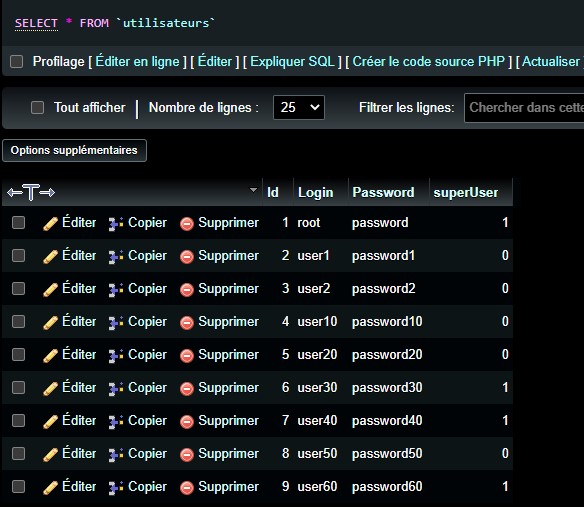 SELECT * FROM `utilisateurs`
Profilage [ Éditer en ligne ] [ Éditer ] [ Expliquer SQL ] [ Créer le code source PHP ] [ Actualiser ]
Tout afficher | Nombre de lignes : 25 Filtrer les lignes: Chercher dans cette
Options supplémentaires
←T→ Id Login Password superUser
Éditer Copier Supprimer 1 root password 1
Éditer Copier Supprimer 2 user1 password1 0
Éditer Copier Supprimer 3 user2 password2 0
Éditer Copier Supprimer 4 user10 password10 0
Éditer Copier Supprimer 5 user20 password20 0
Éditer Copier Supprimer 6 user30 password30 1
Éditer Copier Supprimer 7 user40 password40 1
Éditer Copier Supprimer 8 user50 password50 0
Éditer Copier Supprimer 9 user60 password60 1